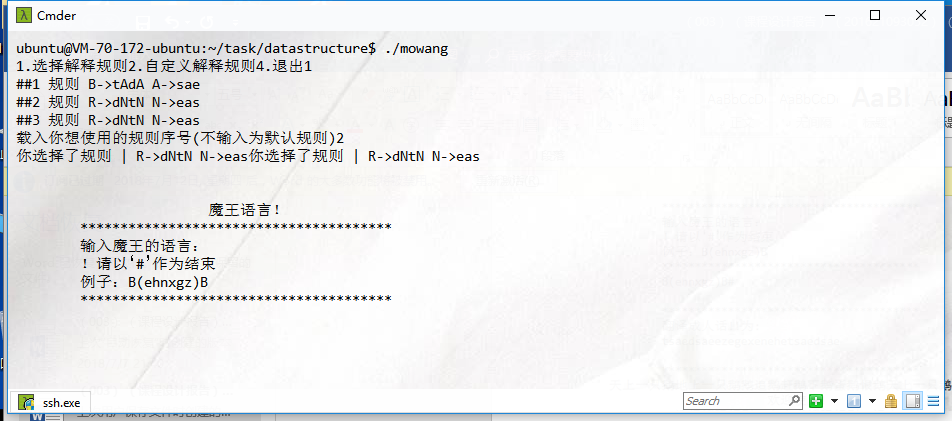 Cmder
ubuntu@VM-70-172-ubuntu:~/task/datastructure$ ./mowang
1.选择解释规则2.自定义解释规则4.退出1
##1 规则 B->tAdA A->sae
##2 规则 R->dNtN N->eas
##3 规则 R->dNtN N->eas
载入你想使用的规则序号(不输入为默认规则)2
你选择了规则 | R->dNtN N->eas你选择了规则 | R->dNtN N->eas
魔王语言!
***************************************
输入魔王的语言:
! 请以‘#’作为结束
例子: B(ehnxgz)B
***************************************
ssh.exe
Search